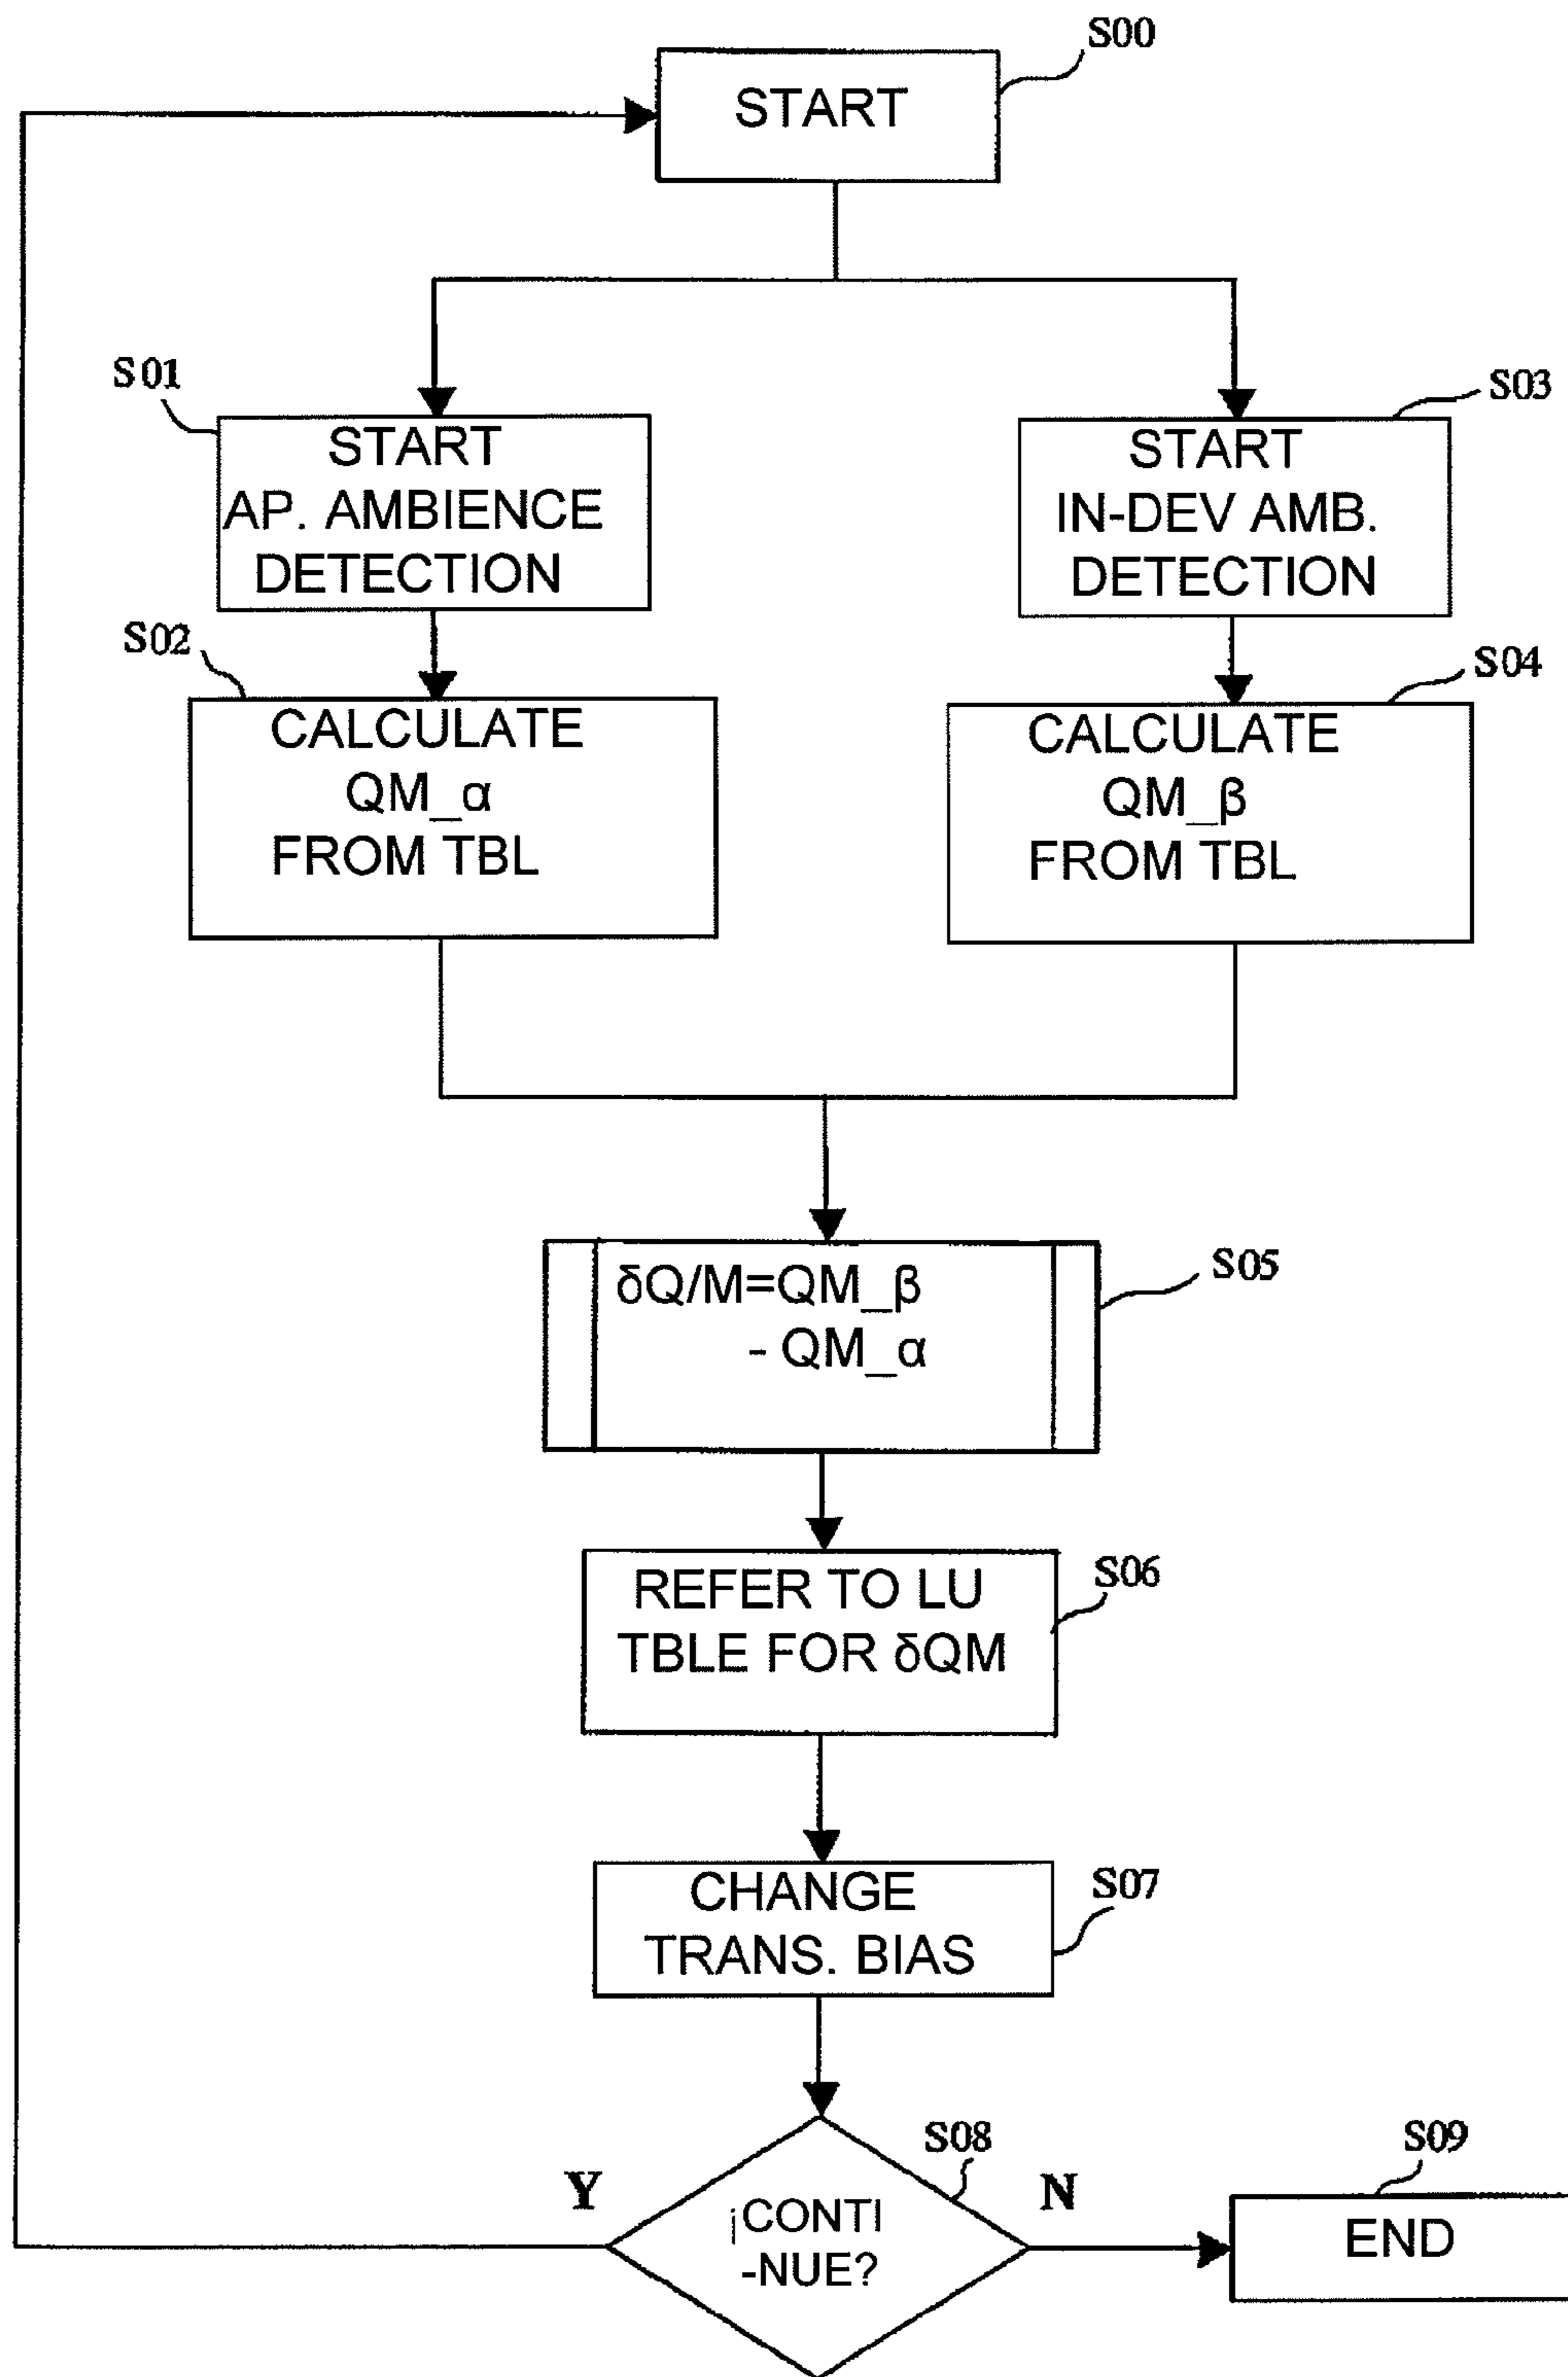 S00
START
S01
START
AP. AMBIENCE
DETECTION
S03
START
IN-DEV AMB.
DETECTION
S02
CALCULATE
QM_α
FROM TBL
S04
CALCULATE
QM_β
FROM TBL
S05
δQ/M=QM_β
- QM_α
S06
REFER TO LU
TBLE FOR δQM
S07
CHANGE
TRANS. BIAS
S08
Y
¡CONTI
-NUE?
N
S09
END